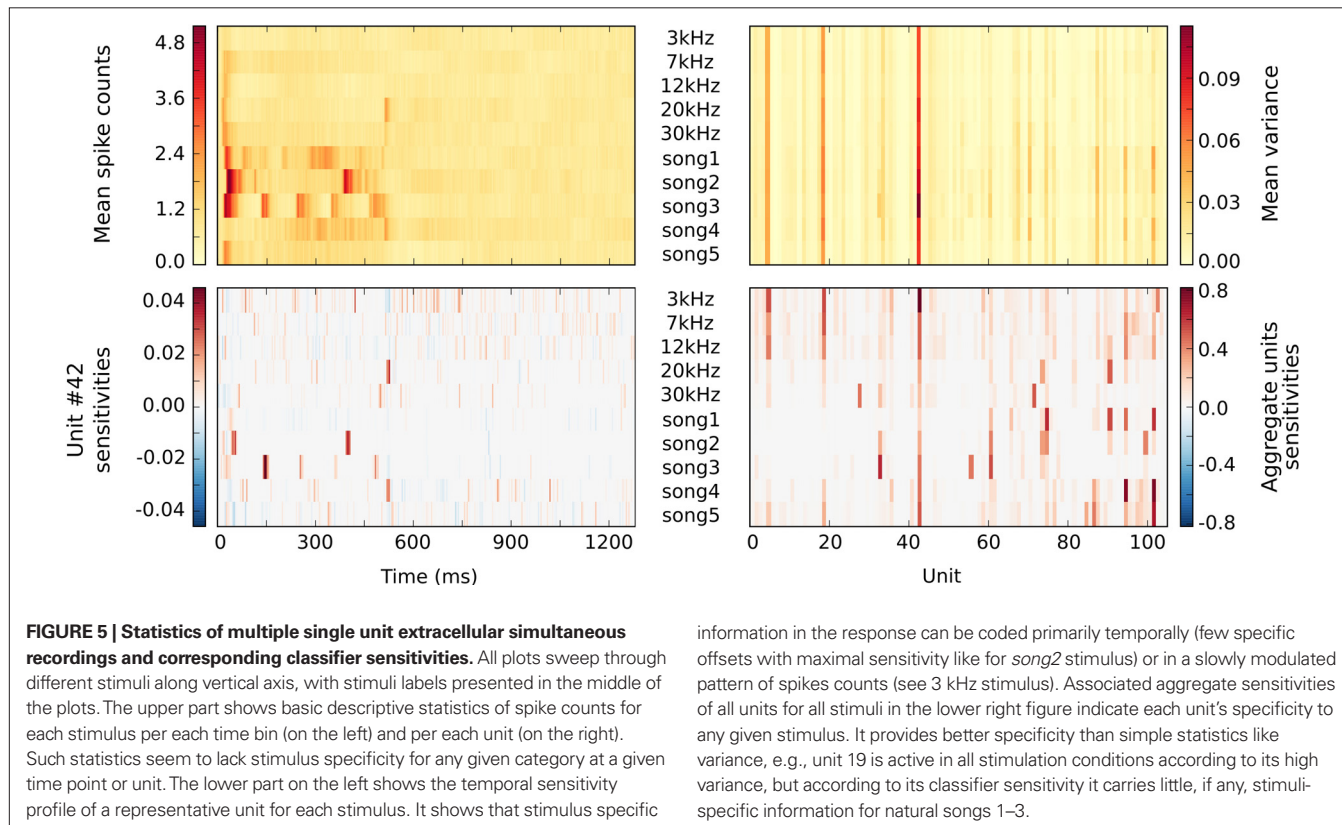 Mean spike counts
4.8
3.6
2.4
1.2
0.0
3kHz
7kHz
12kHz
20kHz
30kHz
song1
song2
song3
song4
song5
0.09
0.06
0.03
0.00
Mean variance
Unit #42
sensitivities
0.04
0.02
0.00
-0.02
-0.04
3kHz
7kHz
12kHz
20kHz
30kHz
song1
song2
song3
song4
song5
0.8
0.4
0.0
-0.4
-0.8
Aggregate units
sensitivities
0 300 600 900 1200
Time (ms)
0 20 40 60 80 100
Unit
FIGURE 5 | Statistics of multiple single unit extracellular simultaneous
recordings and corresponding classifier sensitivities. All plots sweep through
different stimuli along vertical axis, with stimuli labels presented in the middle of
the plots. The upper part shows basic descriptive statistics of spike counts for
each stimulus per each time bin (on the left) and per each unit (on the right).
Such statistics seem to lack stimulus specificity for any given category at a given
time point or unit. The lower part on the left shows the temporal sensitivity
profile of a representative unit for each stimulus. It shows that stimulus specific
information in the response can be coded primarily temporally (few specific
offsets with maximal sensitivity like for song2 stimulus) or in a slowly modulated
pattern of spikes counts (see 3 kHz stimulus). Associated aggregate sensitivities
of all units for all stimuli in the lower right figure indicate each unit's specificity to
any given stimulus. It provides better specificity than simple statistics like
variance, e.g., unit 19 is active in all stimulation conditions according to its high
variance, but according to its classifier sensitivity it carries little, if any, stimuli-
specific information for natural songs 1–3.